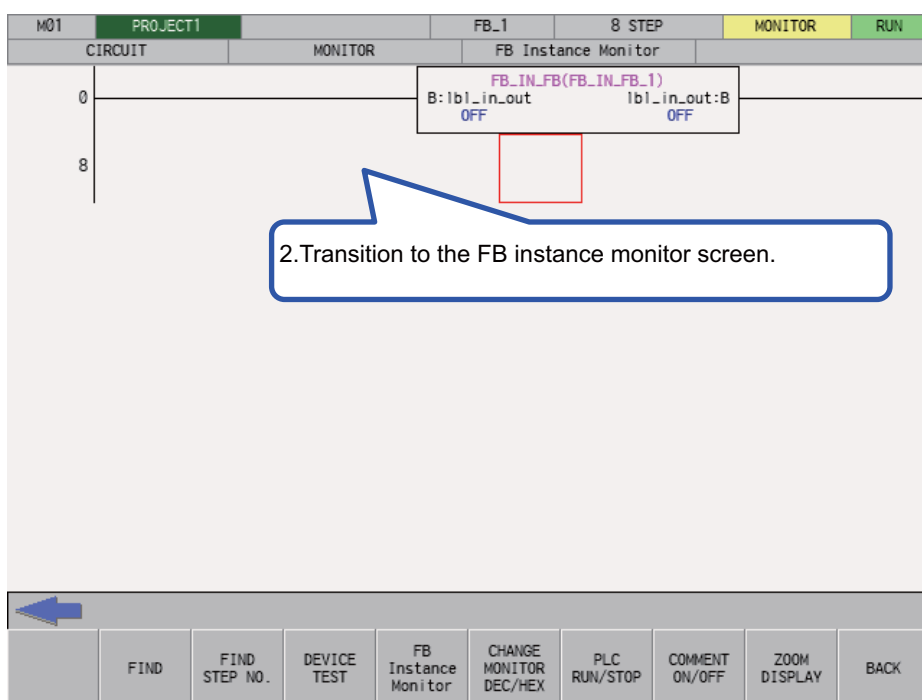 MØ1 PROJECT1 FB_1 8 STEP MONITOR RUN
CIRCUIT MONITOR FB Instance Monitor
FB_IN_FB(FB_IN_FB_1)
0 B:lbl_in_out lbl_in_out:B
OFF OFF
8
2.Transition to the FB instance monitor screen.
FIND
FIND
STEP NO.
DEVICE
TEST
FB
Instance
Monitor
CHANGE
MONITOR
DEC/HEX
PLC
RUN/STOP
COMMENT
ON/OFF
ZOOM
DISPLAY
BACK